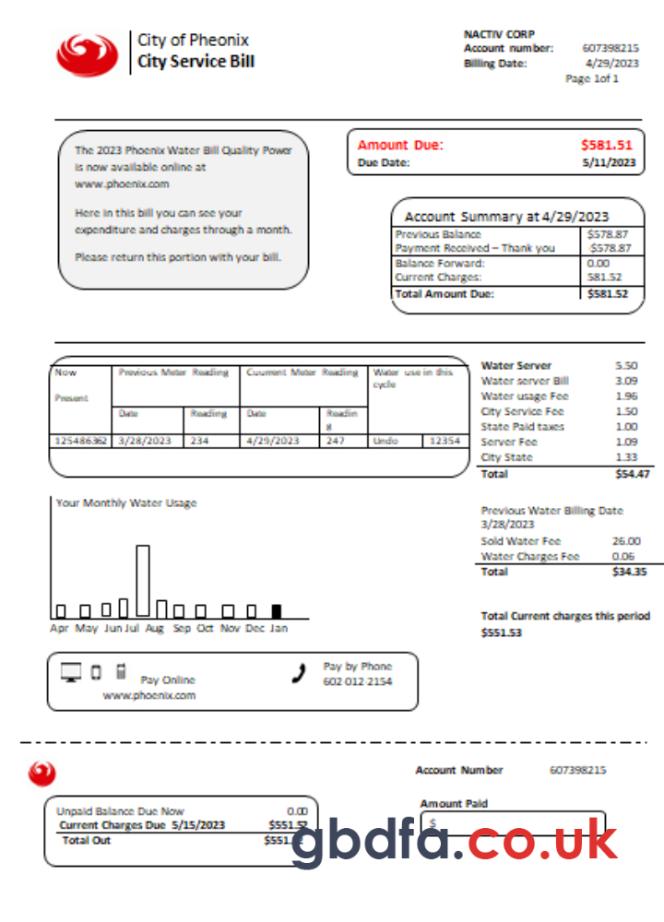 City of Pheonix
City Service Bill
NACTIV CORP
Account number: 607398215
Billing Date: 4/29/2023
Page 1of 1
The 2023 Phoenix Water Bill Quality Power
is now available online at
www.phoenix.com
Here in this bill you can see your
expenditure and charges through a month.
Please return this portion with your bill.
Amount Due: $581.51
Due Date: 5/11/2023
Account Summary at 4/29/2023
Previous Balance $578.87
Payment Received – Thank you -$578.87
Balance Forward: 0.00
Current Charges: 581.52
Total Amount Due: $581.52
Now Previous Meter Reading Cuument Meter Reading Water use in this
cycle
Present
Date Reading Date Readin
g
125486362 3/28/2023 234 4/29/2023 247 Undo 12354
Water Server 5.50
Water server Bill 3.09
Water usage Fee 1.96
City Service Fee 1.50
State Paid taxes 1.00
Server Fee 1.09
City State 1.33
Total $54.47
Previous Water Billing Date
3/28/2023
Sold Water Fee 26.00
Water Charges Fee 0.06
Total $34.35
Total Current charges this period
$551.53
Your Monthly Water Usage
Apr May Jun Jul Aug Sep Oct Nov Dec Jan
Pay Online
www.phoenix.com
Pay by Phone
602 012 2154
Account Number 607398215
Unpaid Balance Due Now 0.00
Current Charges Due 5/15/2023 $551.52
Total Out $551.
Amount Paid
$
gbdfa.co.uk